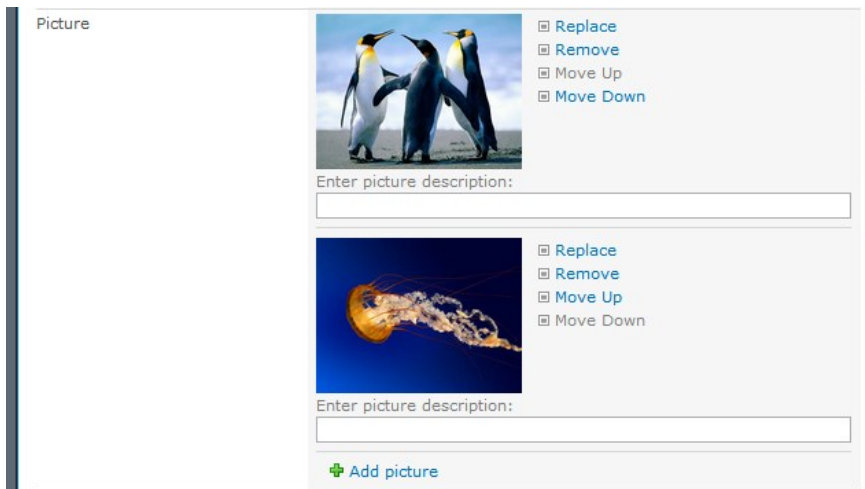 Picture
Replace
Remove
Move Up
Move Down
Enter picture description:
Replace
Remove
Move Up
Move Down
Enter picture description:
Add picture